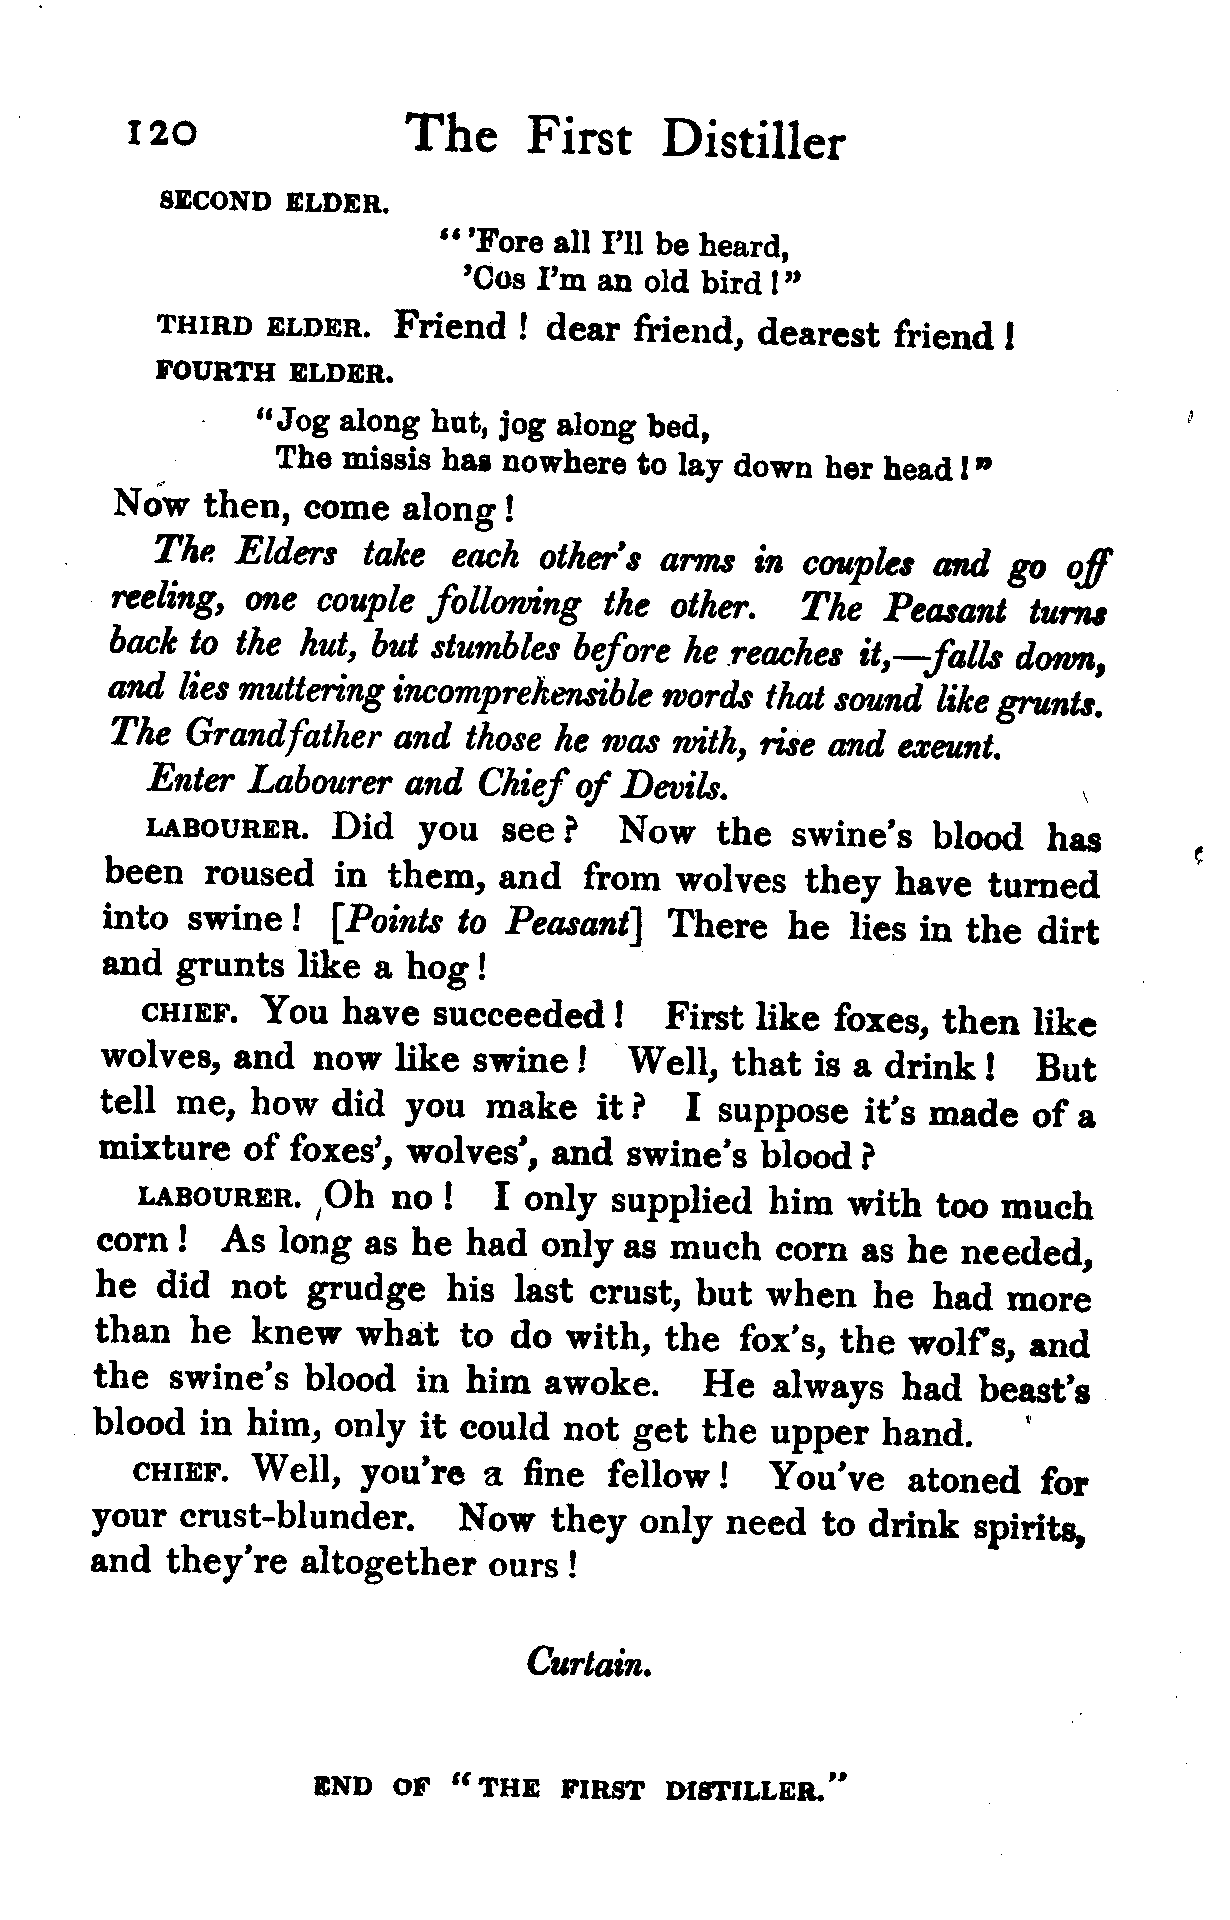 120 The First Distiller
SECOND ELDER.
“’Fore all I’ll be heard,
’Cos I’m an old bird!”
THIRD ELDER. Friend! dear friend, dearest friend!
FOURTH ELDER.
“Jog along hut, jog along bed,
The missis has nowhere to lay down her head!”
Now then, come along!
The Elders take each other’s arms in couples and go off
reeling, one couple following the other. The Peasant turns
back to the hut, but stumbles before he reaches it,—falls down,
and lies muttering incomprehensible words that sound like grunts.
The Grandfather and those he was with, rise and exeunt.
Enter Labourer and Chief of Devils.
LABOURER. Did you see? Now the swine’s blood has
been roused in them, and from wolves they have turned
into swine! [Points to Peasant] There he lies in the dirt
and grunts like a hog!
CHIEF. You have succeeded! First like foxes, then like
wolves, and now like swine! Well, that is a drink! But
tell me, how did you make it? I suppose it’s made of a
mixture of foxes’, wolves’, and swine’s blood?
LABOURER. Oh no! I only supplied him with too much
corn! As long as he had only as much corn as he needed,
he did not grudge his last crust, but when he had more
than he knew what to do with, the fox’s, the wolf’s, and
the swine’s blood in him awoke. He always had beast’s
blood in him, only it could not get the upper hand.
CHIEF. Well, you’re a fine fellow! You’ve atoned for
your crust-blunder. Now they only need to drink spirits,
and they’re altogether ours!
Curtain.
END OF “THE FIRST DISTILLER.”